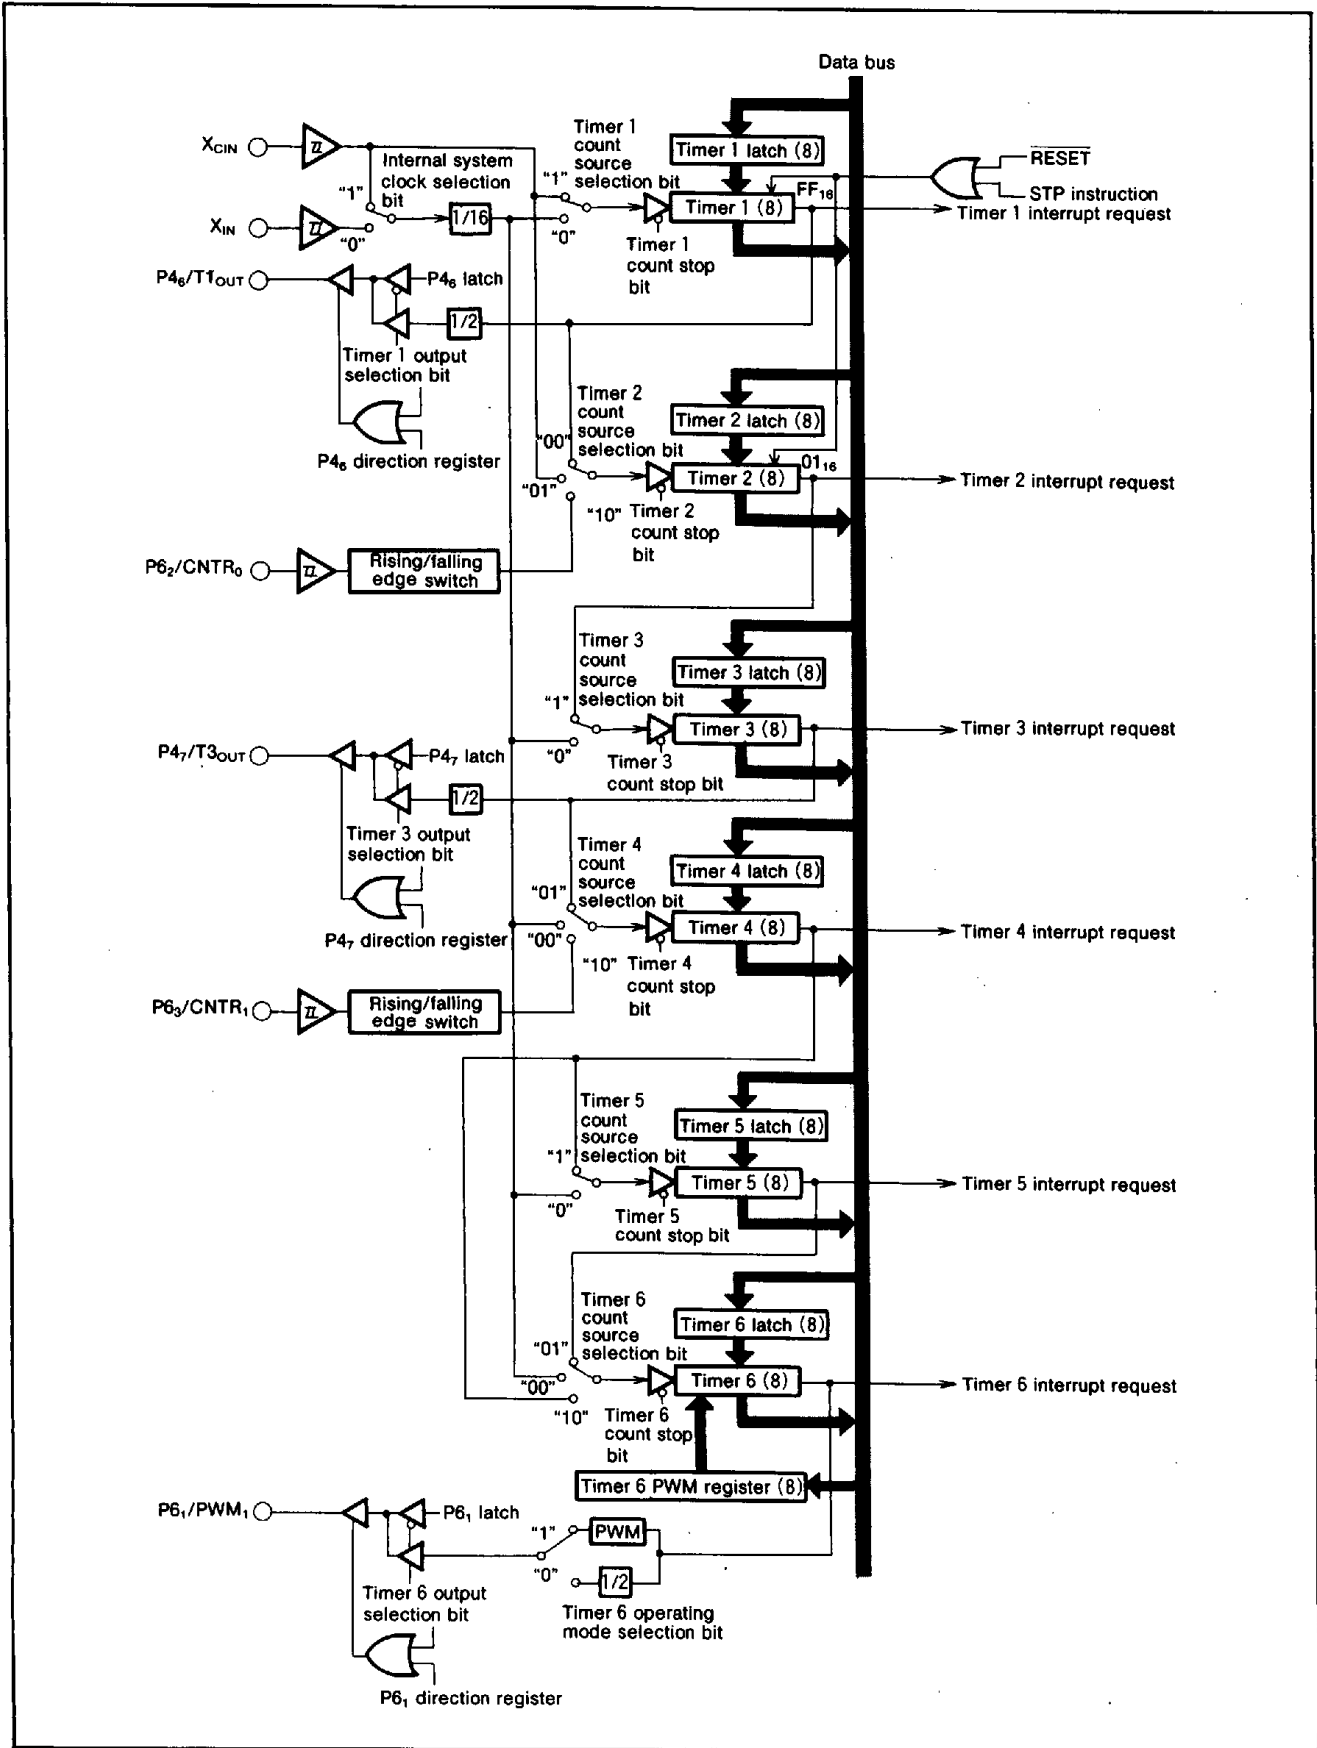 Data bus
XCIN
Internal system
clock selection
bit
"1"
"0"
XIN
1/16
Timer 1
count
source
selection bit
"1"
"0"
Timer 1 latch (8)
Timer 1 (8)
FF16
RESET
STP instruction
Timer 1 interrupt request
Timer 1
count stop
bit
P46/T1OUT
P46 latch
1/2
Timer 1 output
selection bit
P46 direction register
Timer 2
count
source
selection bit
"00"
"01"
"10"
Timer 2 latch (8)
Timer 2 (8)
0116
Timer 2 interrupt request
Timer 2
count stop
bit
P62/CNTR0
Rising/falling
edge switch
Timer 3
count
source
selection bit
"1"
"0"
Timer 3 latch (8)
Timer 3 (8)
Timer 3 interrupt request
Timer 3
count stop bit
P47/T3OUT
P47 latch
1/2
Timer 3 output
selection bit
P47 direction register
Timer 4
count
source
selection bit
"01"
"00"
"10"
Timer 4 latch (8)
Timer 4 (8)
Timer 4 interrupt request
Timer 4
count stop
bit
P63/CNTR1
Rising/falling
edge switch
Timer 5
count
source
selection bit
"1"
"0"
Timer 5 latch (8)
Timer 5 (8)
Timer 5 interrupt request
Timer 5
count stop bit
Timer 6
count
source
selection bit
"01"
"00"
"10"
Timer 6 latch (8)
Timer 6 (8)
Timer 6 interrupt request
Timer 6
count stop
bit
Timer 6 PWM register (8)
P61/PWM1
P61 latch
"1"
PWM
"0"
1/2
Timer 6 output
selection bit
Timer 6 operating
mode selection bit
P61 direction register